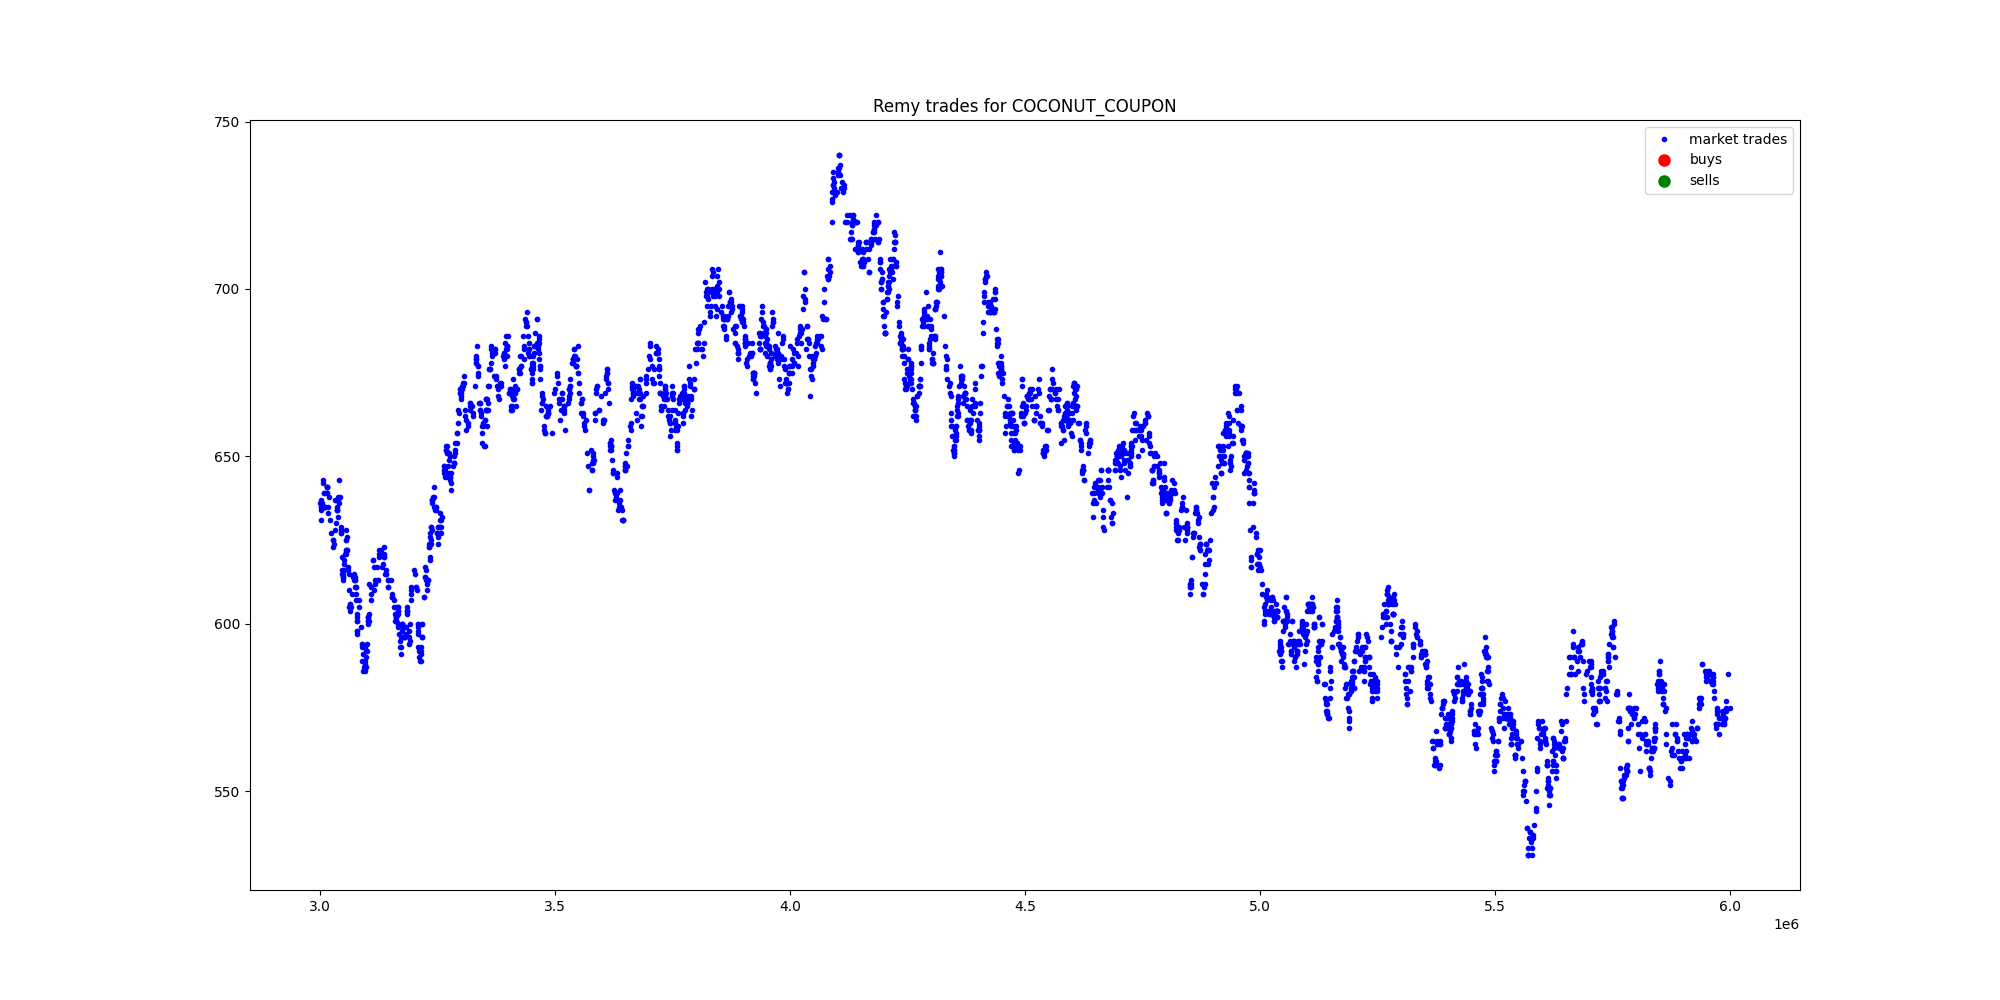 Remy trades for COCONUT_COUPON
market trades
buys
sells
750
700
650
600
550
3.0 3.5 4.0 4.5 5.0 5.5 6.0
1e6